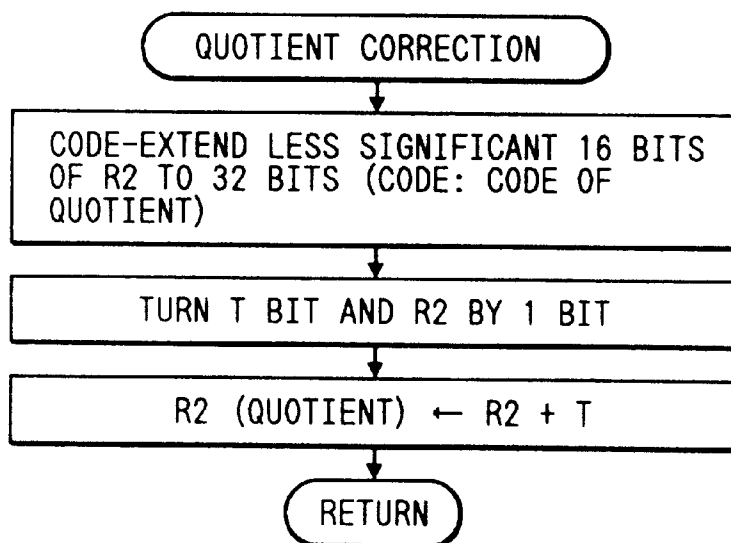 QUOTIENT CORRECTION
CODE-EXTEND LESS SIGNIFICANT 16 BITS
OF R2 TO 32 BITS (CODE: CODE OF
QUOTIENT)
TURN T BIT AND R2 BY 1 BIT
R2 (QUOTIENT) ← R2 + T
RETURN